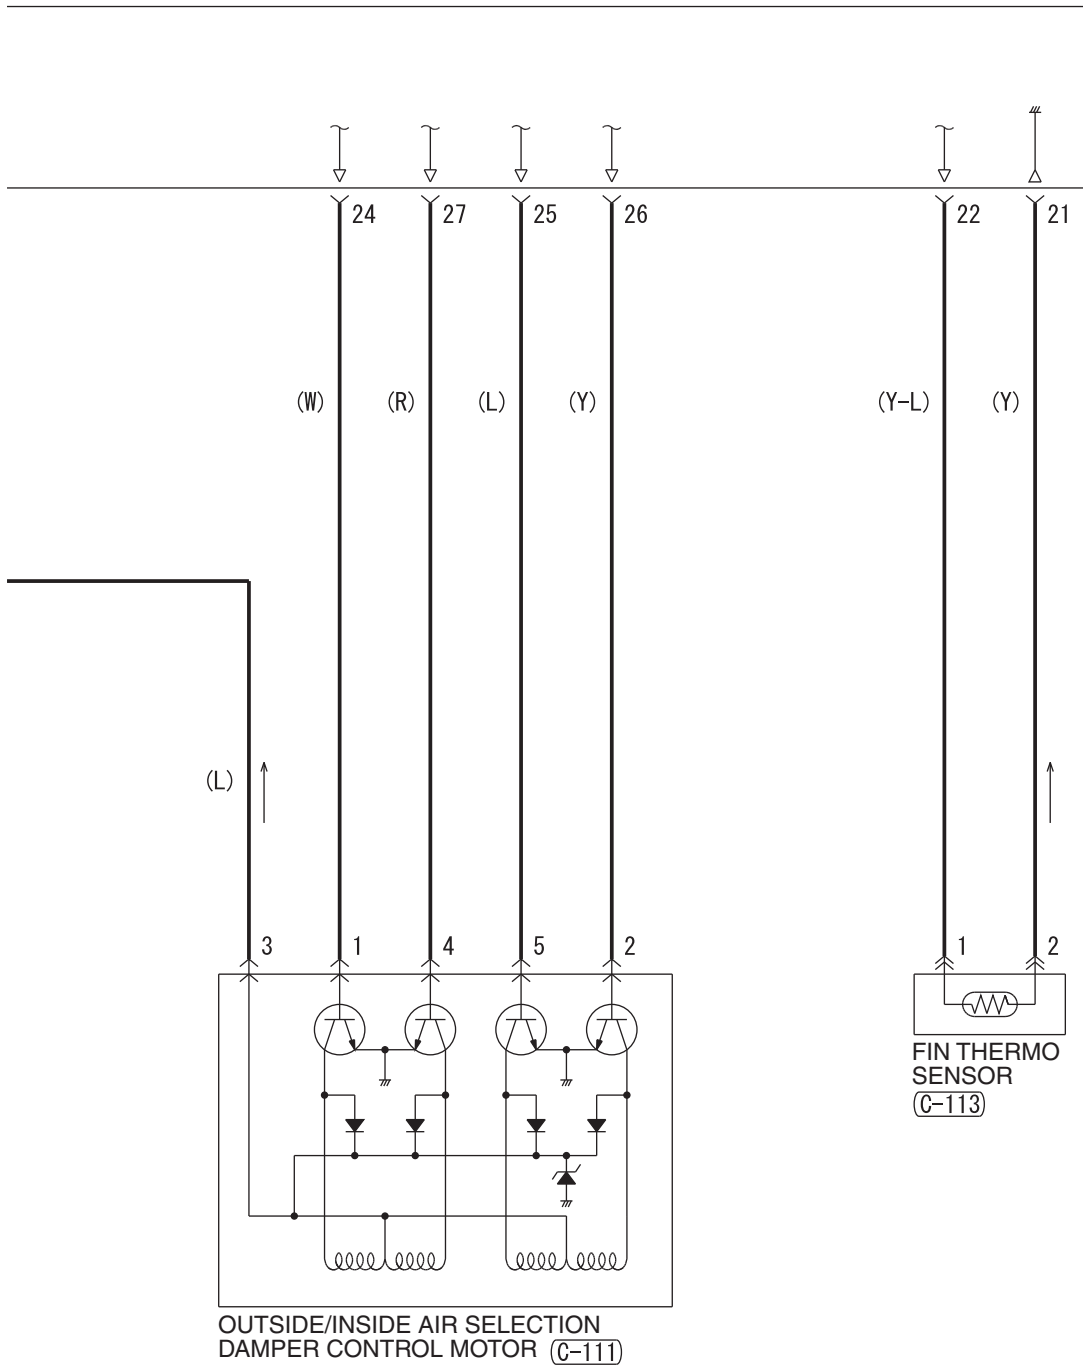 24 27 25 26 22 21
(W) (R) (L) (Y) (Y-L) (Y)
(L)
3 1 4 5 2 1 2
FIN THERMO
SENSOR
C-113
OUTSIDE/INSIDE AIR SELECTION
DAMPER CONTROL MOTOR C-111